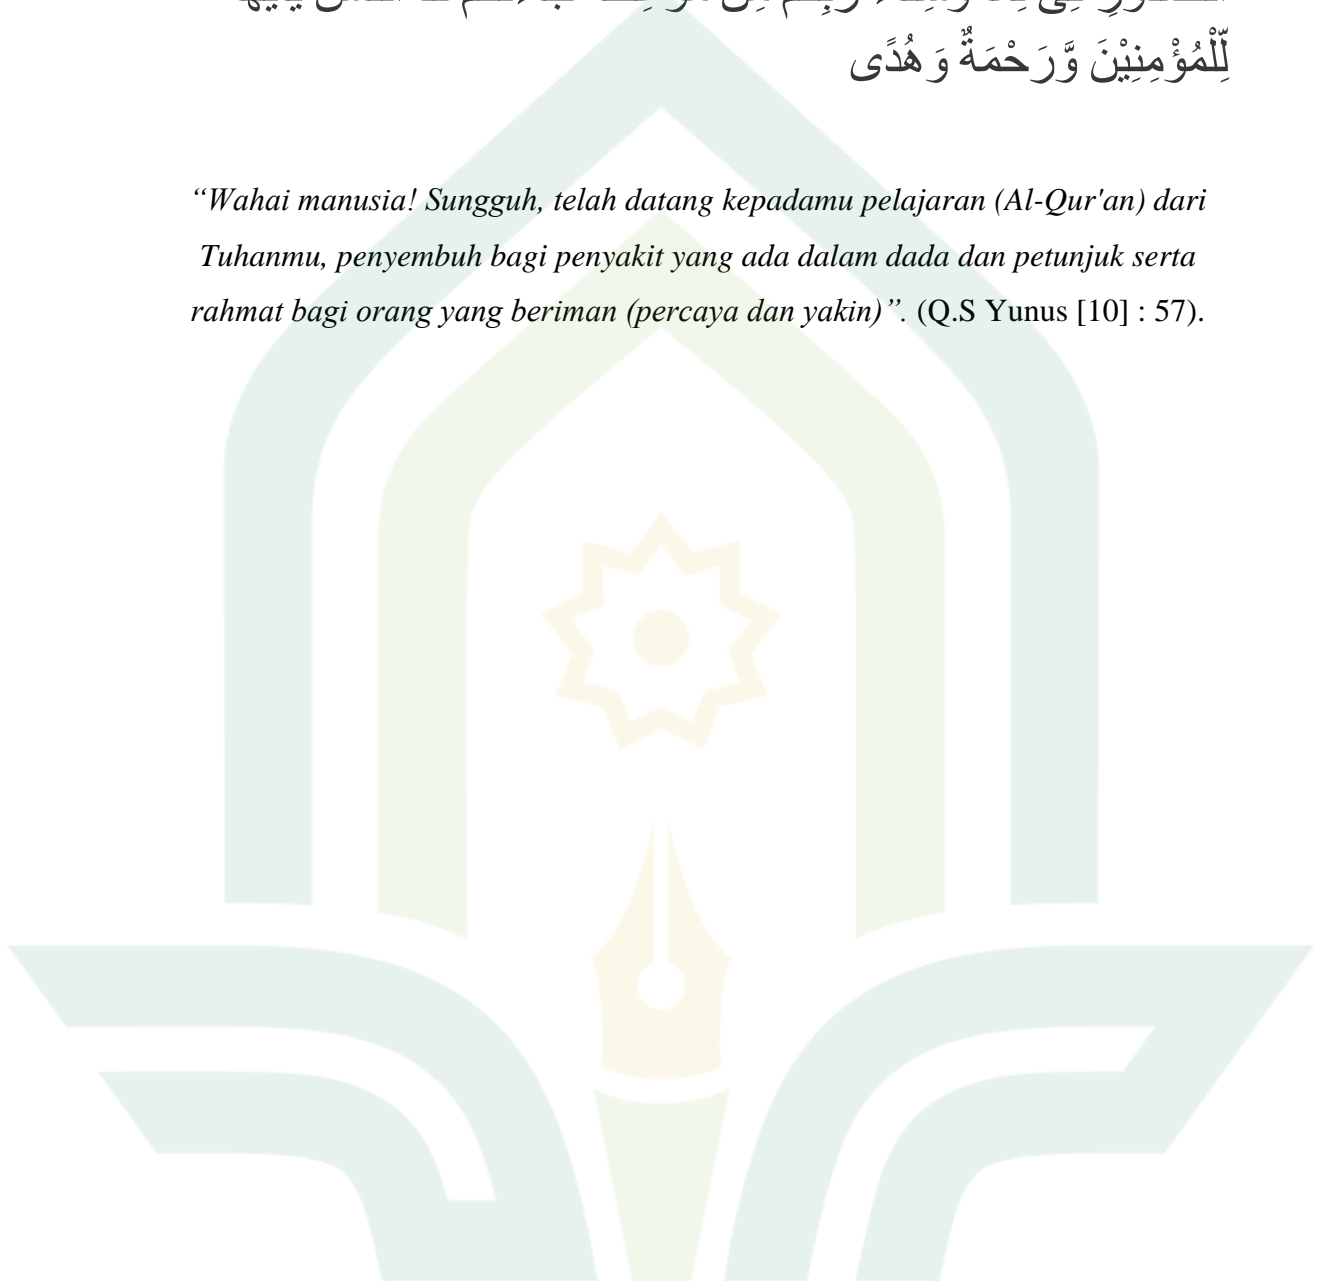 لِّلْمُؤْمِنِيْنَ وَّرَحْمَةٌ وَهُدًى
“Wahai manusia! Sungguh, telah datang kepadamu pelajaran (Al-Qur'an) dari
Tuhanmu, penyembuh bagi penyakit yang ada dalam dada dan petunjuk serta
rahmat bagi orang yang beriman (percaya dan yakin)”. (Q.S Yunus [10] : 57).